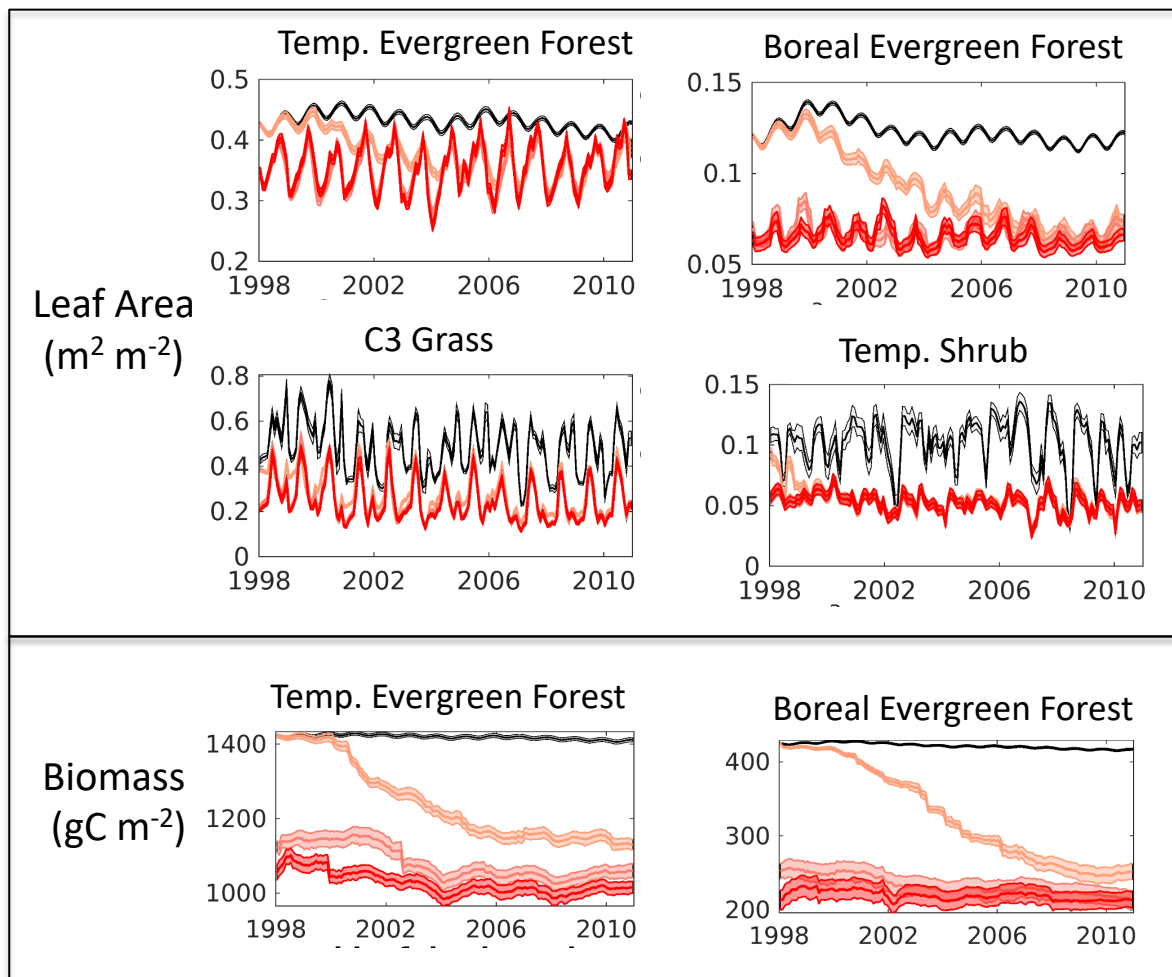 Temp. Evergreen Forest
Boreal Evergreen Forest
0.5
0.4
0.3
0.2
1998 2002 2006 2010
0.15
0.1
0.05
1998 2002 2006 2010
Leaf Area
(m² m⁻²)
C3 Grass
Temp. Shrub
0.8
0.6
0.4
0.2
0
1998 2002 2006 2010
0.15
0.1
0.05
0
1998 2002 2006 2010
Temp. Evergreen Forest
Boreal Evergreen Forest
Biomass
(gC m⁻²)
1400
1200
1000
1998 2002 2006 2010
400
300
200
1998 2002 2006 2010